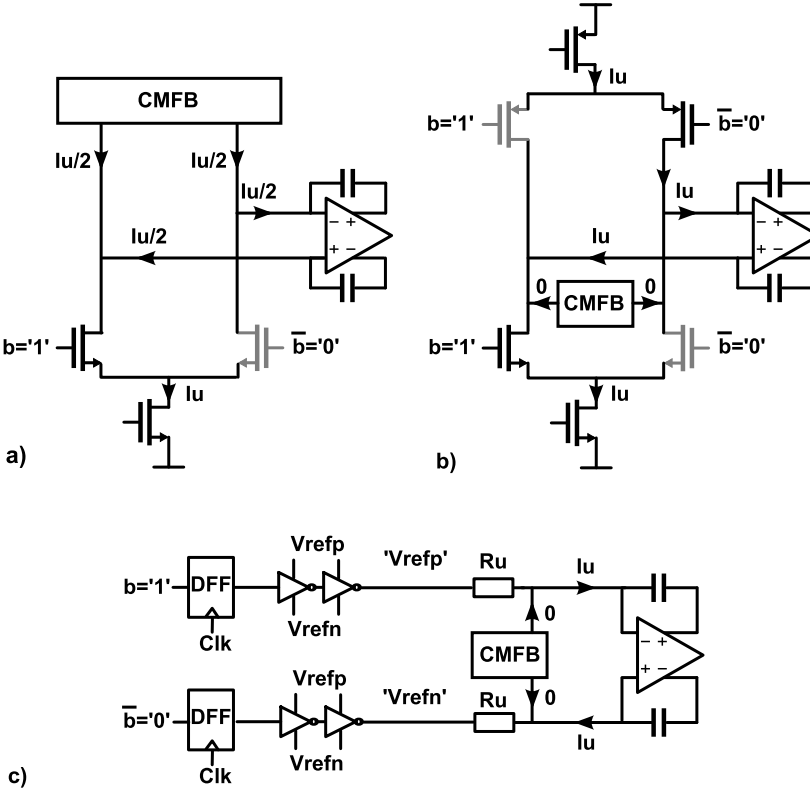 CMFB
Iu/2
Iu/2
Iu/2
Iu/2
− +
+ −
b='1'
b̅='0'
Iu
a)
Iu
b='1'
b̅='0'
Iu
Iu
− +
+ −
0
CMFB
0
b='1'
b̅='0'
Iu
b)
Vrefp
'Vrefp'
Ru
Iu
b='1'
DFF
Clk
Vrefn
0
CMFB
− +
+ −
Vrefp
'Vrefn'
Ru
0
b̅='0'
DFF
Iu
Clk
Vrefn
c)